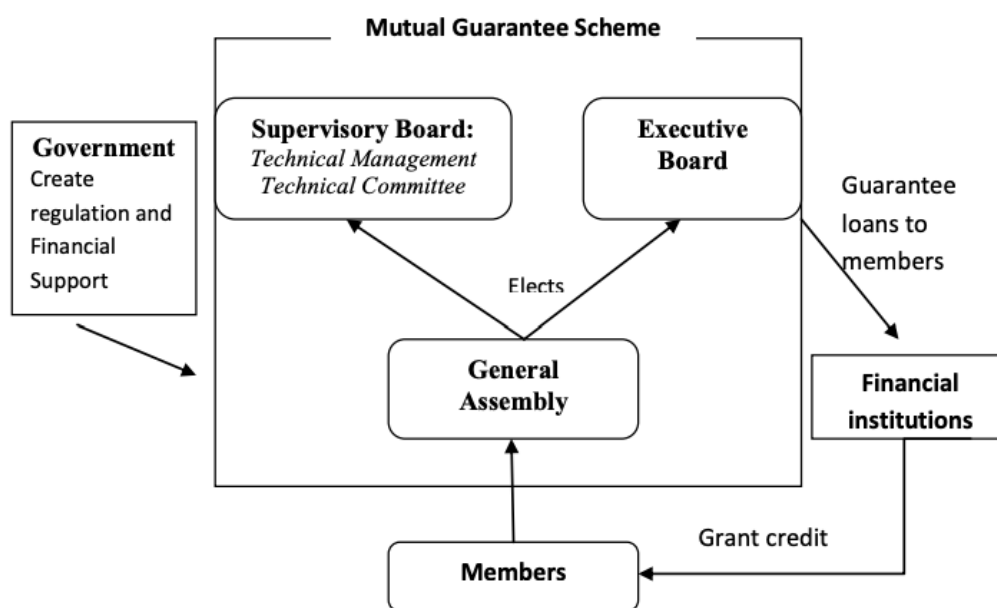 Mutual Guarantee Scheme
Government
Create
regulation and
Financial
Support
Supervisory Board:
Technical Management
Technical Committee
Executive
Board
Guarantee
loans to
members
Elects
General
Assembly
Financial
institutions
Grant credit
Members